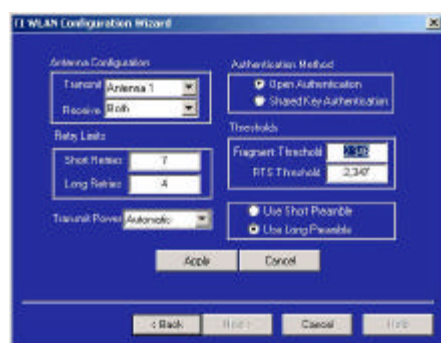 TI WLAN Configuration Wizard
Antenna Configuration
Transmit Antenna 1
Receive Both
Retry Limits
Short Retries 7
Long Retries 4
Transmit Power Automatic
Authentication Method
Open Authentication
Shared Key Authentication
Thresholds
Fragment Threshold 2,346
RTS Threshold 2,347
Use Short Preamble
Use Long Preamble
Apply Cancel
< Back Next > Cancel Help